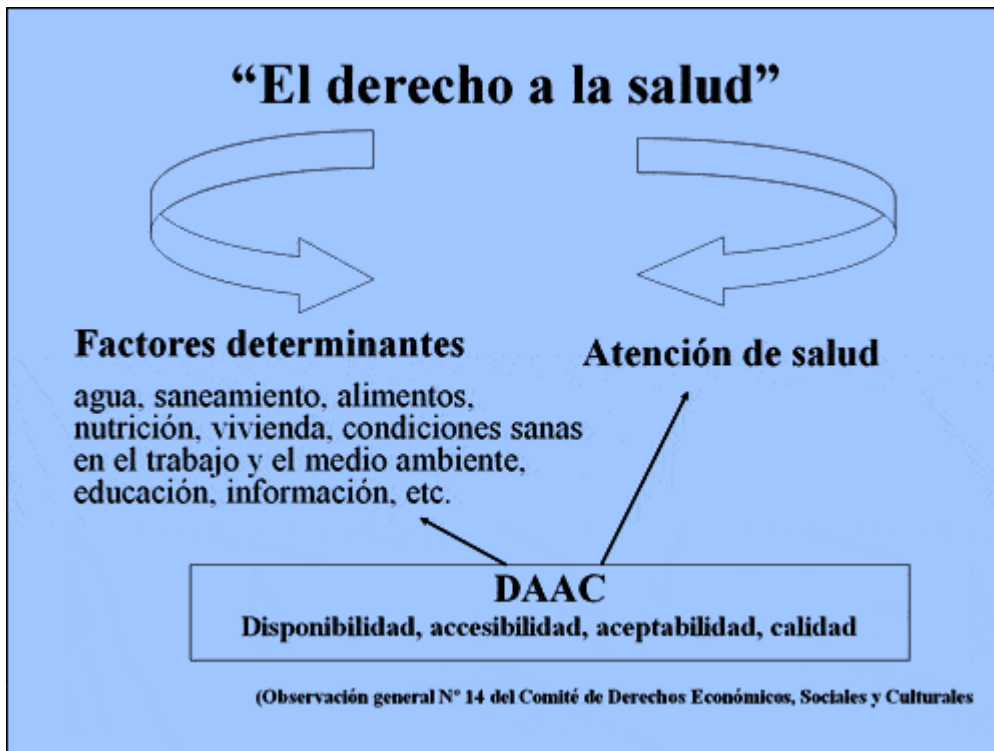 “El derecho a la salud”
Factores determinantes
agua, saneamiento, alimentos,
nutrición, vivienda, condiciones sanas
en el trabajo y el medio ambiente,
educación, información, etc.
Atención de salud
DAAC
Disponibilidad, accesibilidad, aceptabilidad, calidad
(Observación general Nº 14 del Comité de Derechos Económicos, Sociales y Culturales